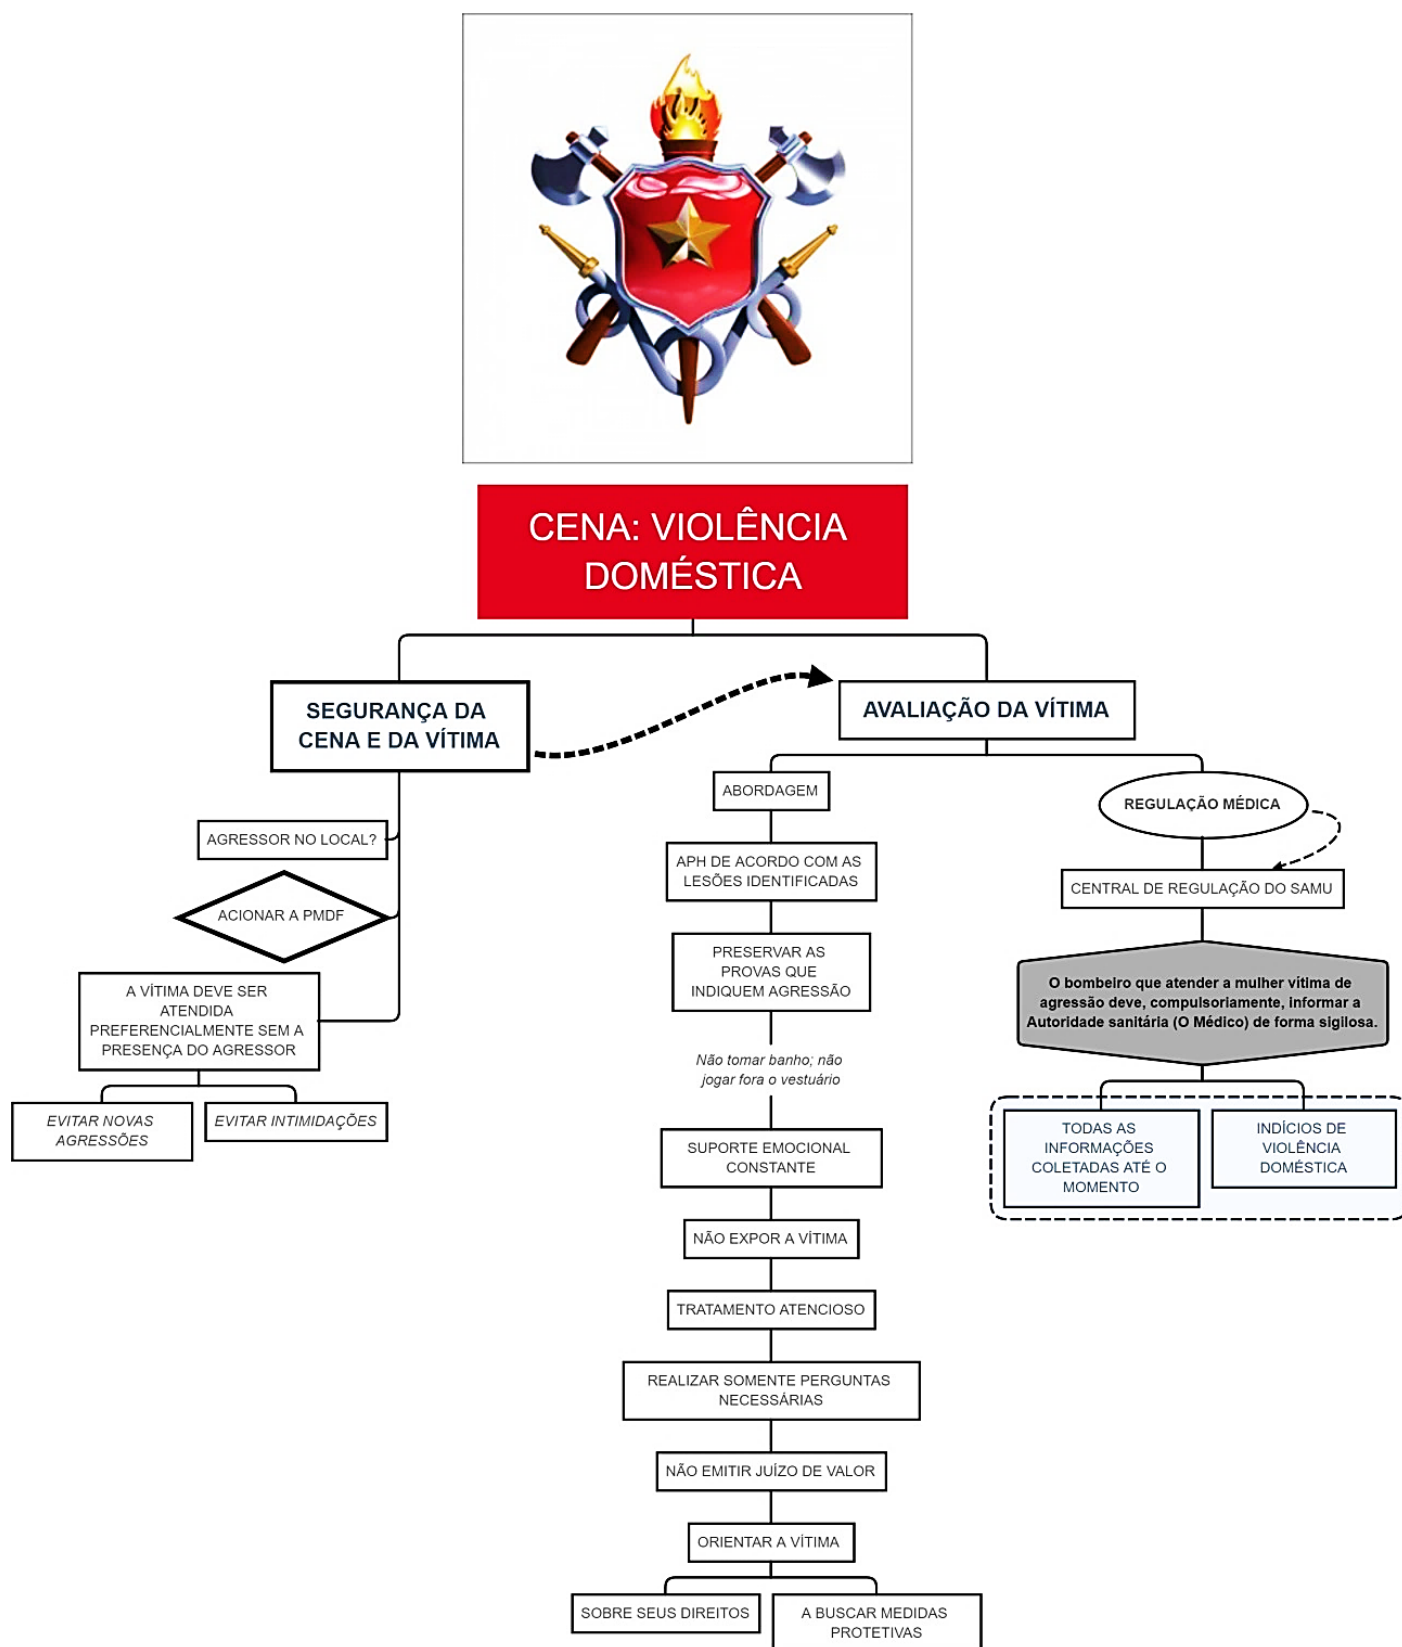 CENA: VIOLÊNCIA
DOMÉSTICA
SEGURANÇA DA
CENA E DA VÍTIMA
AGRESSOR NO LOCAL?
ACIONAR A PMDF
A VÍTIMA DEVE SER
ATENDIDA
PREFERENCIALMENTE SEM A
PRESENÇA DO AGRESSOR
EVITAR NOVAS
AGRESSÕES
EVITAR INTIMIDAÇÕES
AVALIAÇÃO DA VÍTIMA
ABORDAGEM
APH DE ACORDO COM AS
LESÕES IDENTIFICADAS
PRESERVAR AS
PROVAS QUE
INDIQUEM AGRESSÃO
Não tomar banho; não
jogar fora o vestuário
SUPORTE EMOCIONAL
CONSTANTE
NÃO EXPOR A VÍTIMA
TRATAMENTO ATENCIOSO
REALIZAR SOMENTE PERGUNTAS
NECESSÁRIAS
NÃO EMITIR JUÍZO DE VALOR
ORIENTAR A VÍTIMA
SOBRE SEUS DIREITOS
A BUSCAR MEDIDAS
PROTETIVAS
REGULAÇÃO MÉDICA
CENTRAL DE REGULAÇÃO DO SAMU
O bombeiro que atender a mulher vítima de
agressão deve, compulsoriamente, informar a
Autoridade sanitária (O Médico) de forma sigilosa.
TODAS AS
INFORMAÇÕES
COLETADAS ATÉ O
MOMENTO
INDÍCIOS DE
VIOLÊNCIA
DOMÉSTICA